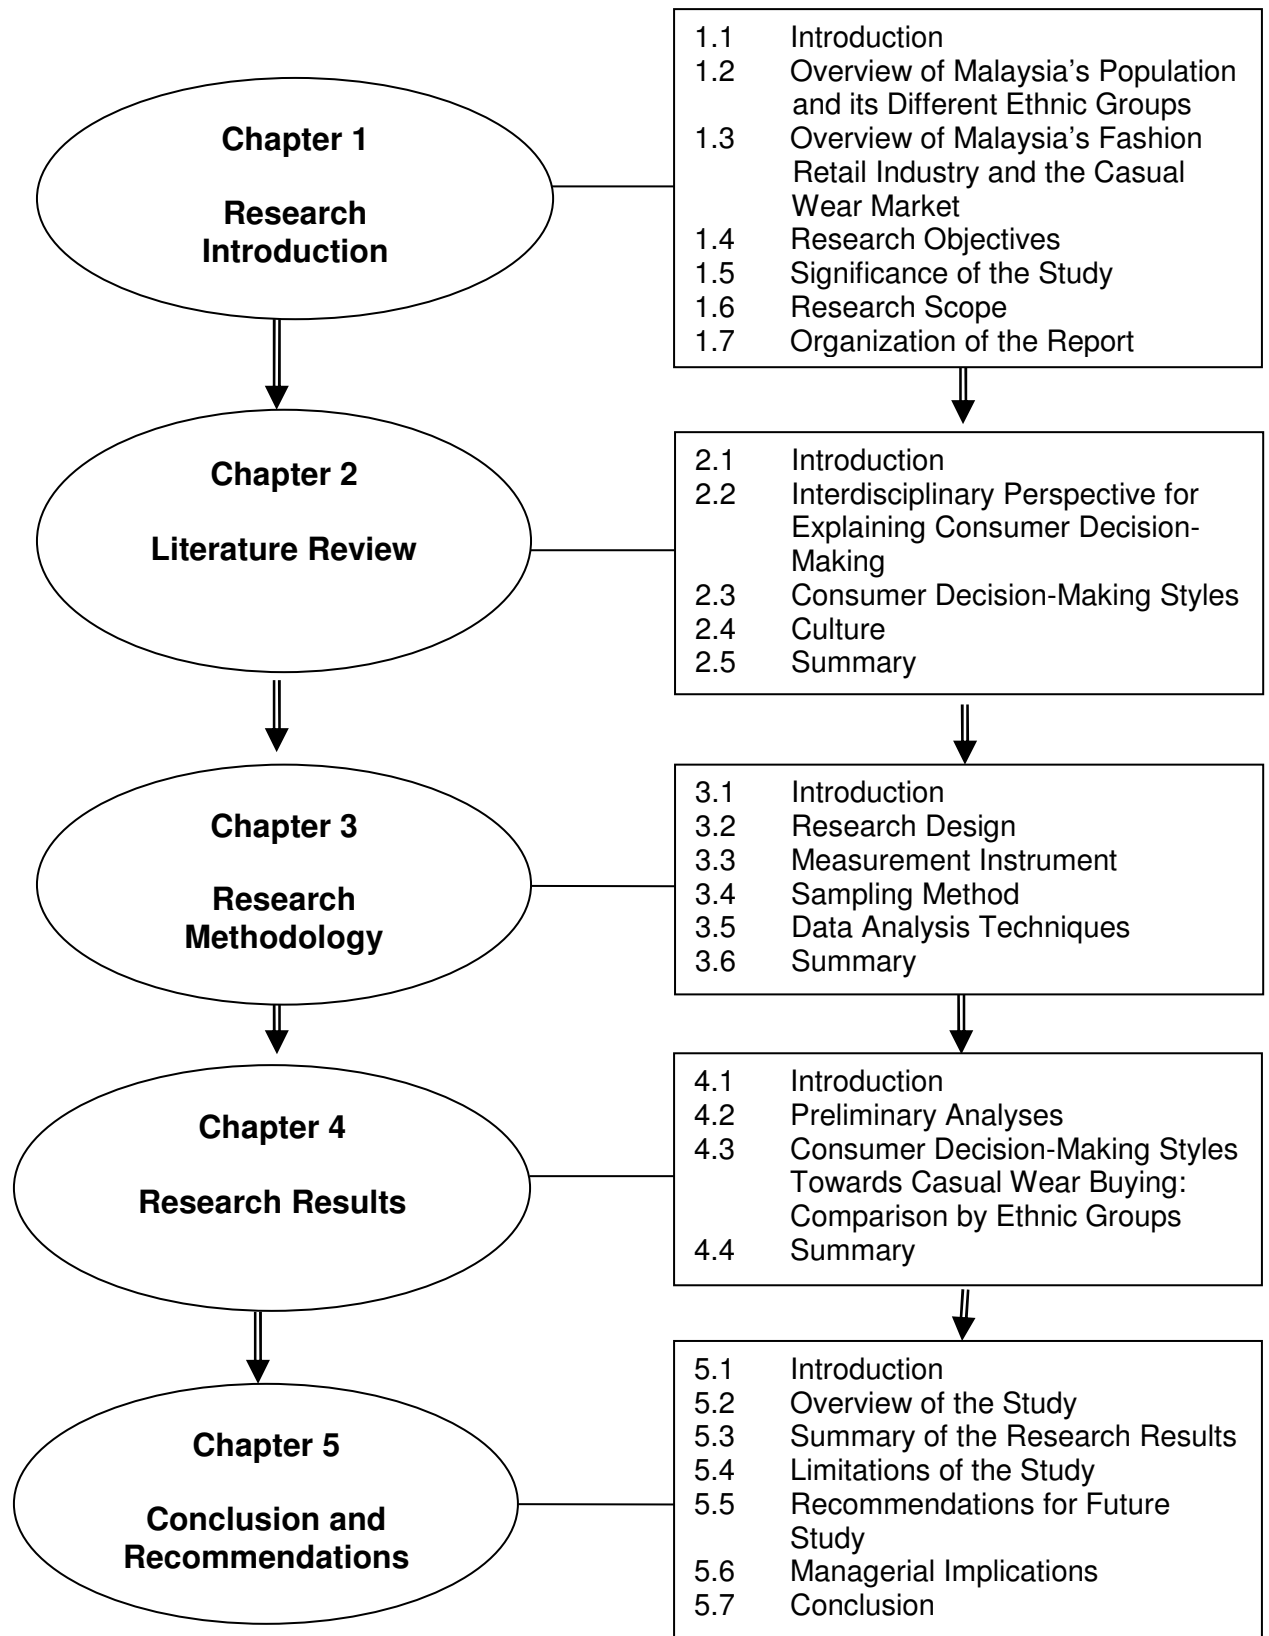 Chapter 1
Research
Introduction
1.1 Introduction
1.2 Overview of Malaysia’s Population
and its Different Ethnic Groups
1.3 Overview of Malaysia’s Fashion
Retail Industry and the Casual
Wear Market
1.4 Research Objectives
1.5 Significance of the Study
1.6 Research Scope
1.7 Organization of the Report
Chapter 2
Literature Review
2.1 Introduction
2.2 Interdisciplinary Perspective for
Explaining Consumer Decision-
Making
2.3 Consumer Decision-Making Styles
2.4 Culture
2.5 Summary
Chapter 3
Research
Methodology
3.1 Introduction
3.2 Research Design
3.3 Measurement Instrument
3.4 Sampling Method
3.5 Data Analysis Techniques
3.6 Summary
Chapter 4
Research Results
4.1 Introduction
4.2 Preliminary Analyses
4.3 Consumer Decision-Making Styles
Towards Casual Wear Buying:
Comparison by Ethnic Groups
4.4 Summary
Chapter 5
Conclusion and
Recommendations
5.1 Introduction
5.2 Overview of the Study
5.3 Summary of the Research Results
5.4 Limitations of the Study
5.5 Recommendations for Future
Study
5.6 Managerial Implications
5.7 Conclusion